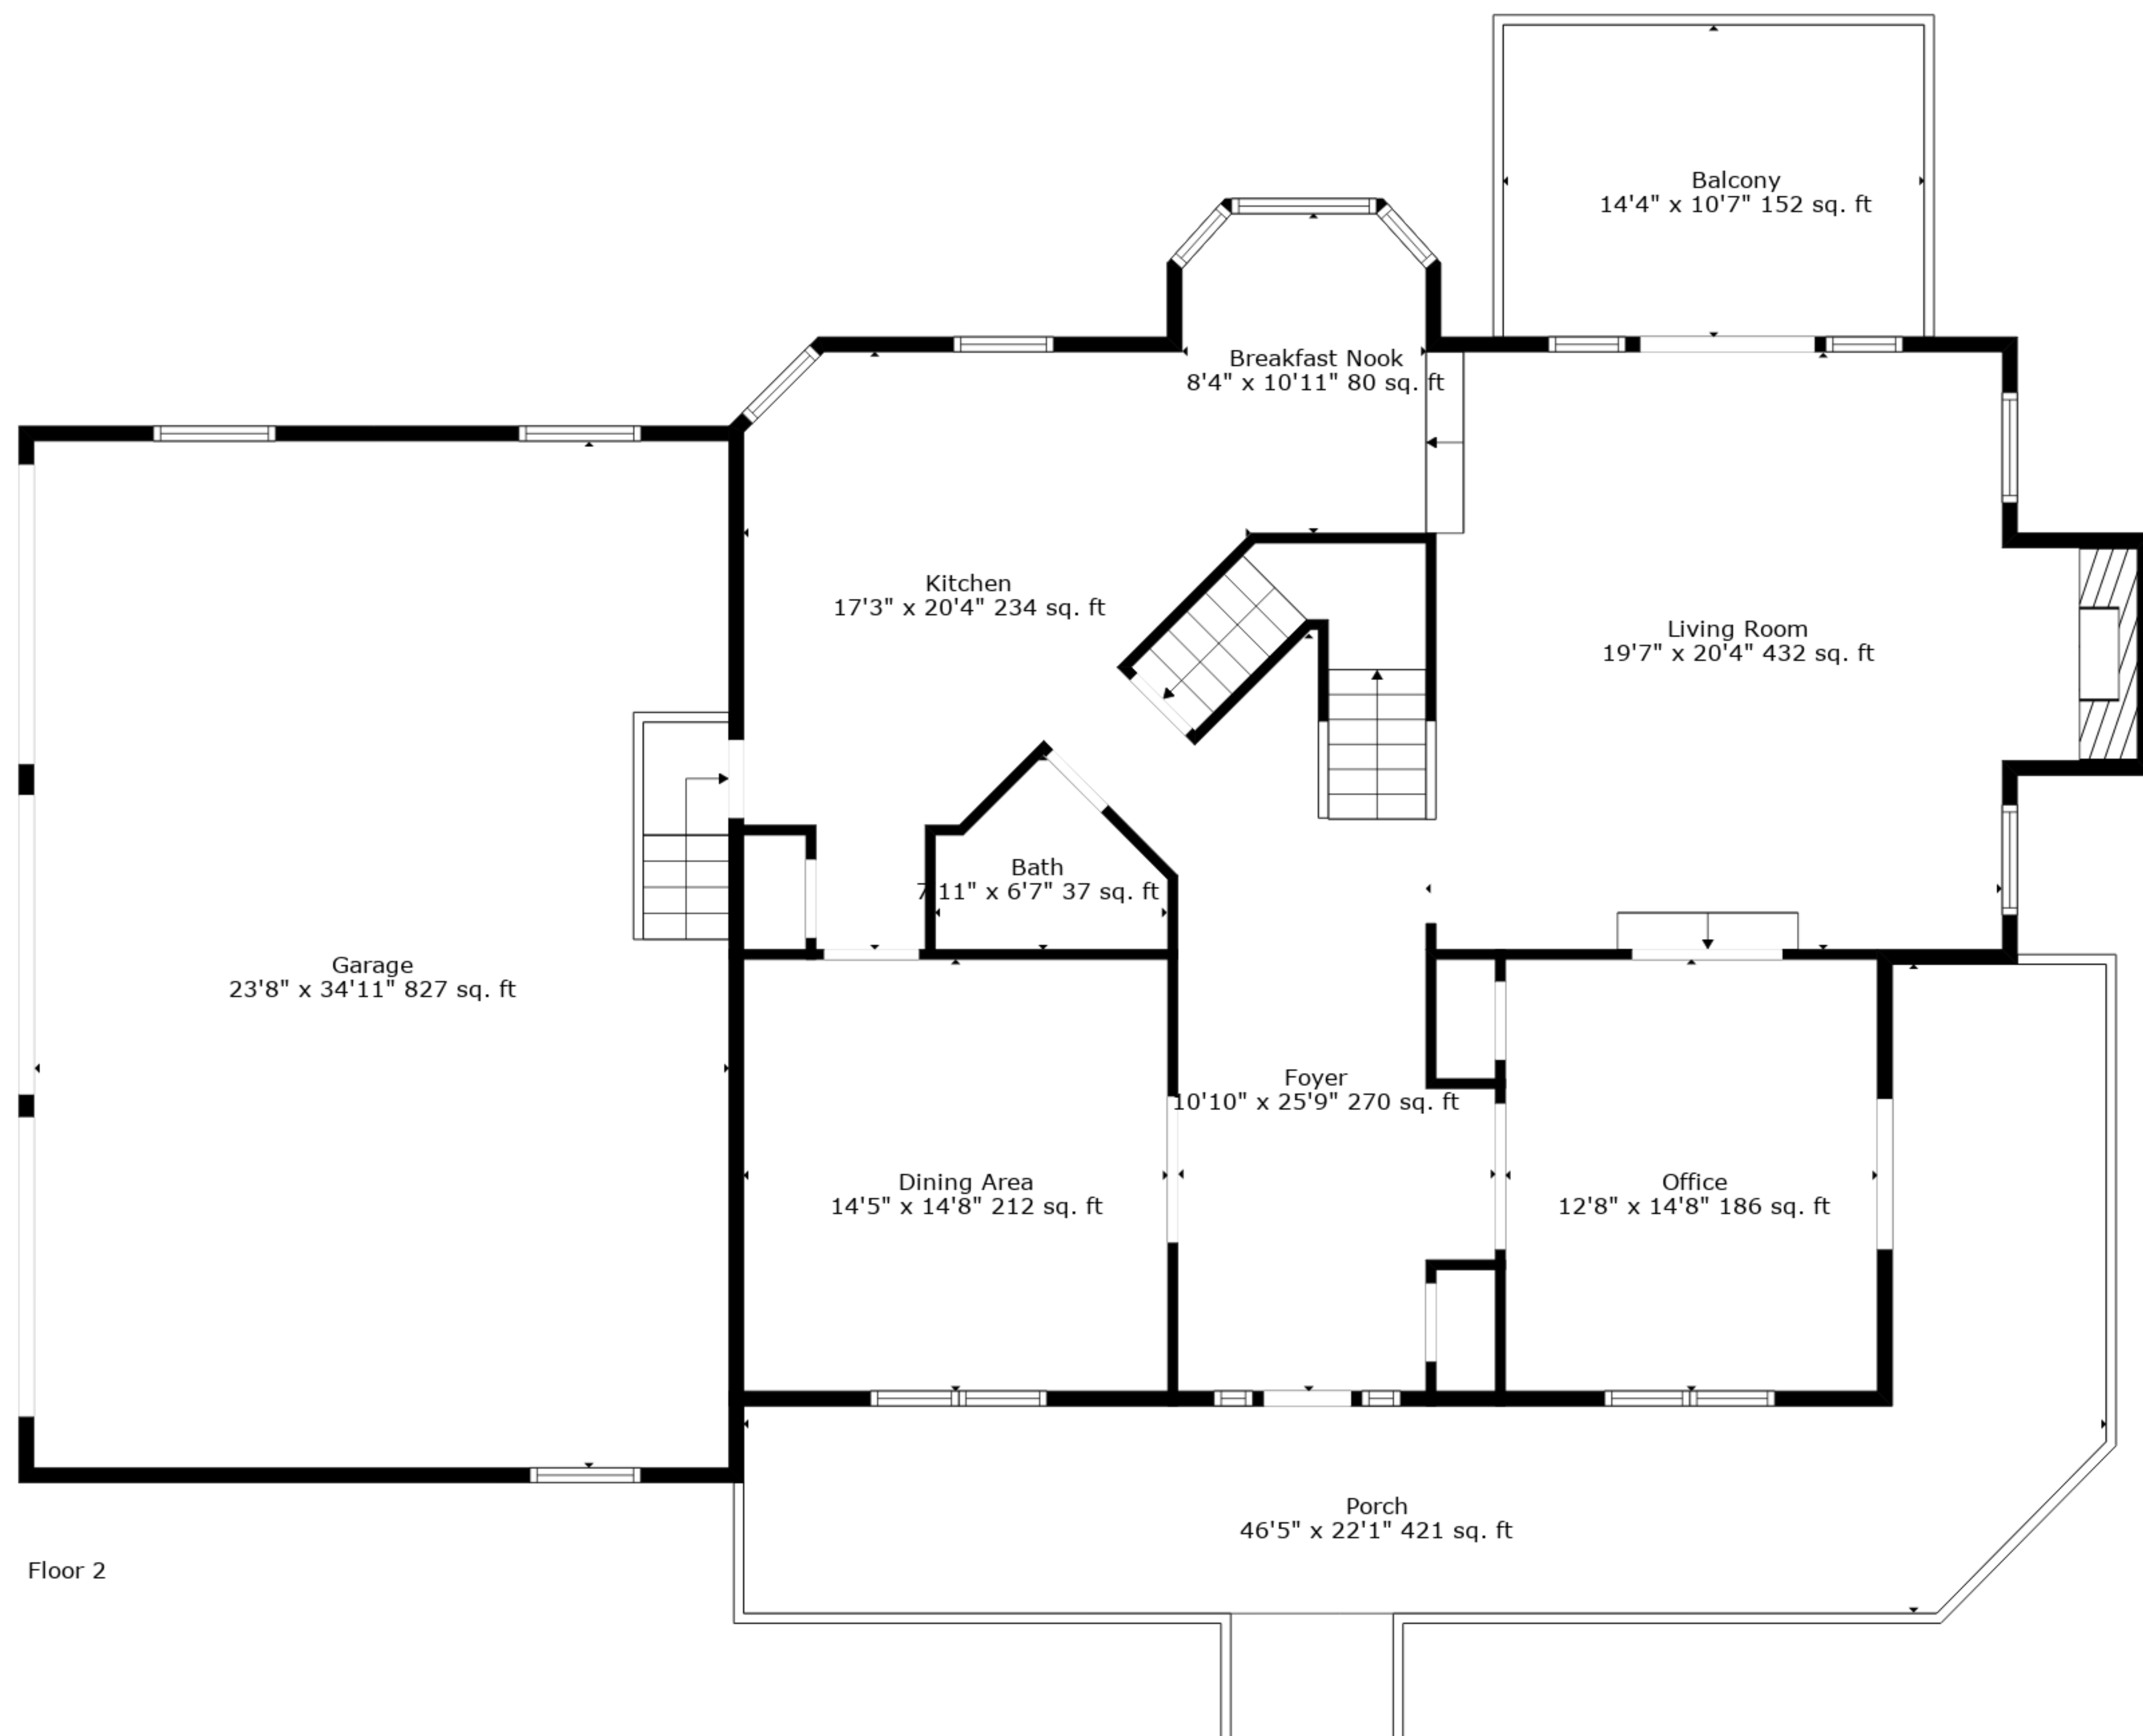 Balcony
14'4" x 10'7" 152 sq. ft
Breakfast Nook
8'4" x 10'11" 80 sq. ft
Kitchen
17'3" x 20'4" 234 sq. ft
Living Room
19'7" x 20'4" 432 sq. ft
Bath
7'11" x 6'7" 37 sq. ft
Garage
23'8" x 34'11" 827 sq. ft
Foyer
10'10" x 25'9" 270 sq. ft
Dining Area
14'5" x 14'8" 212 sq. ft
Office
12'8" x 14'8" 186 sq. ft
Porch
46'5" x 22'1" 421 sq. ft
Floor 2